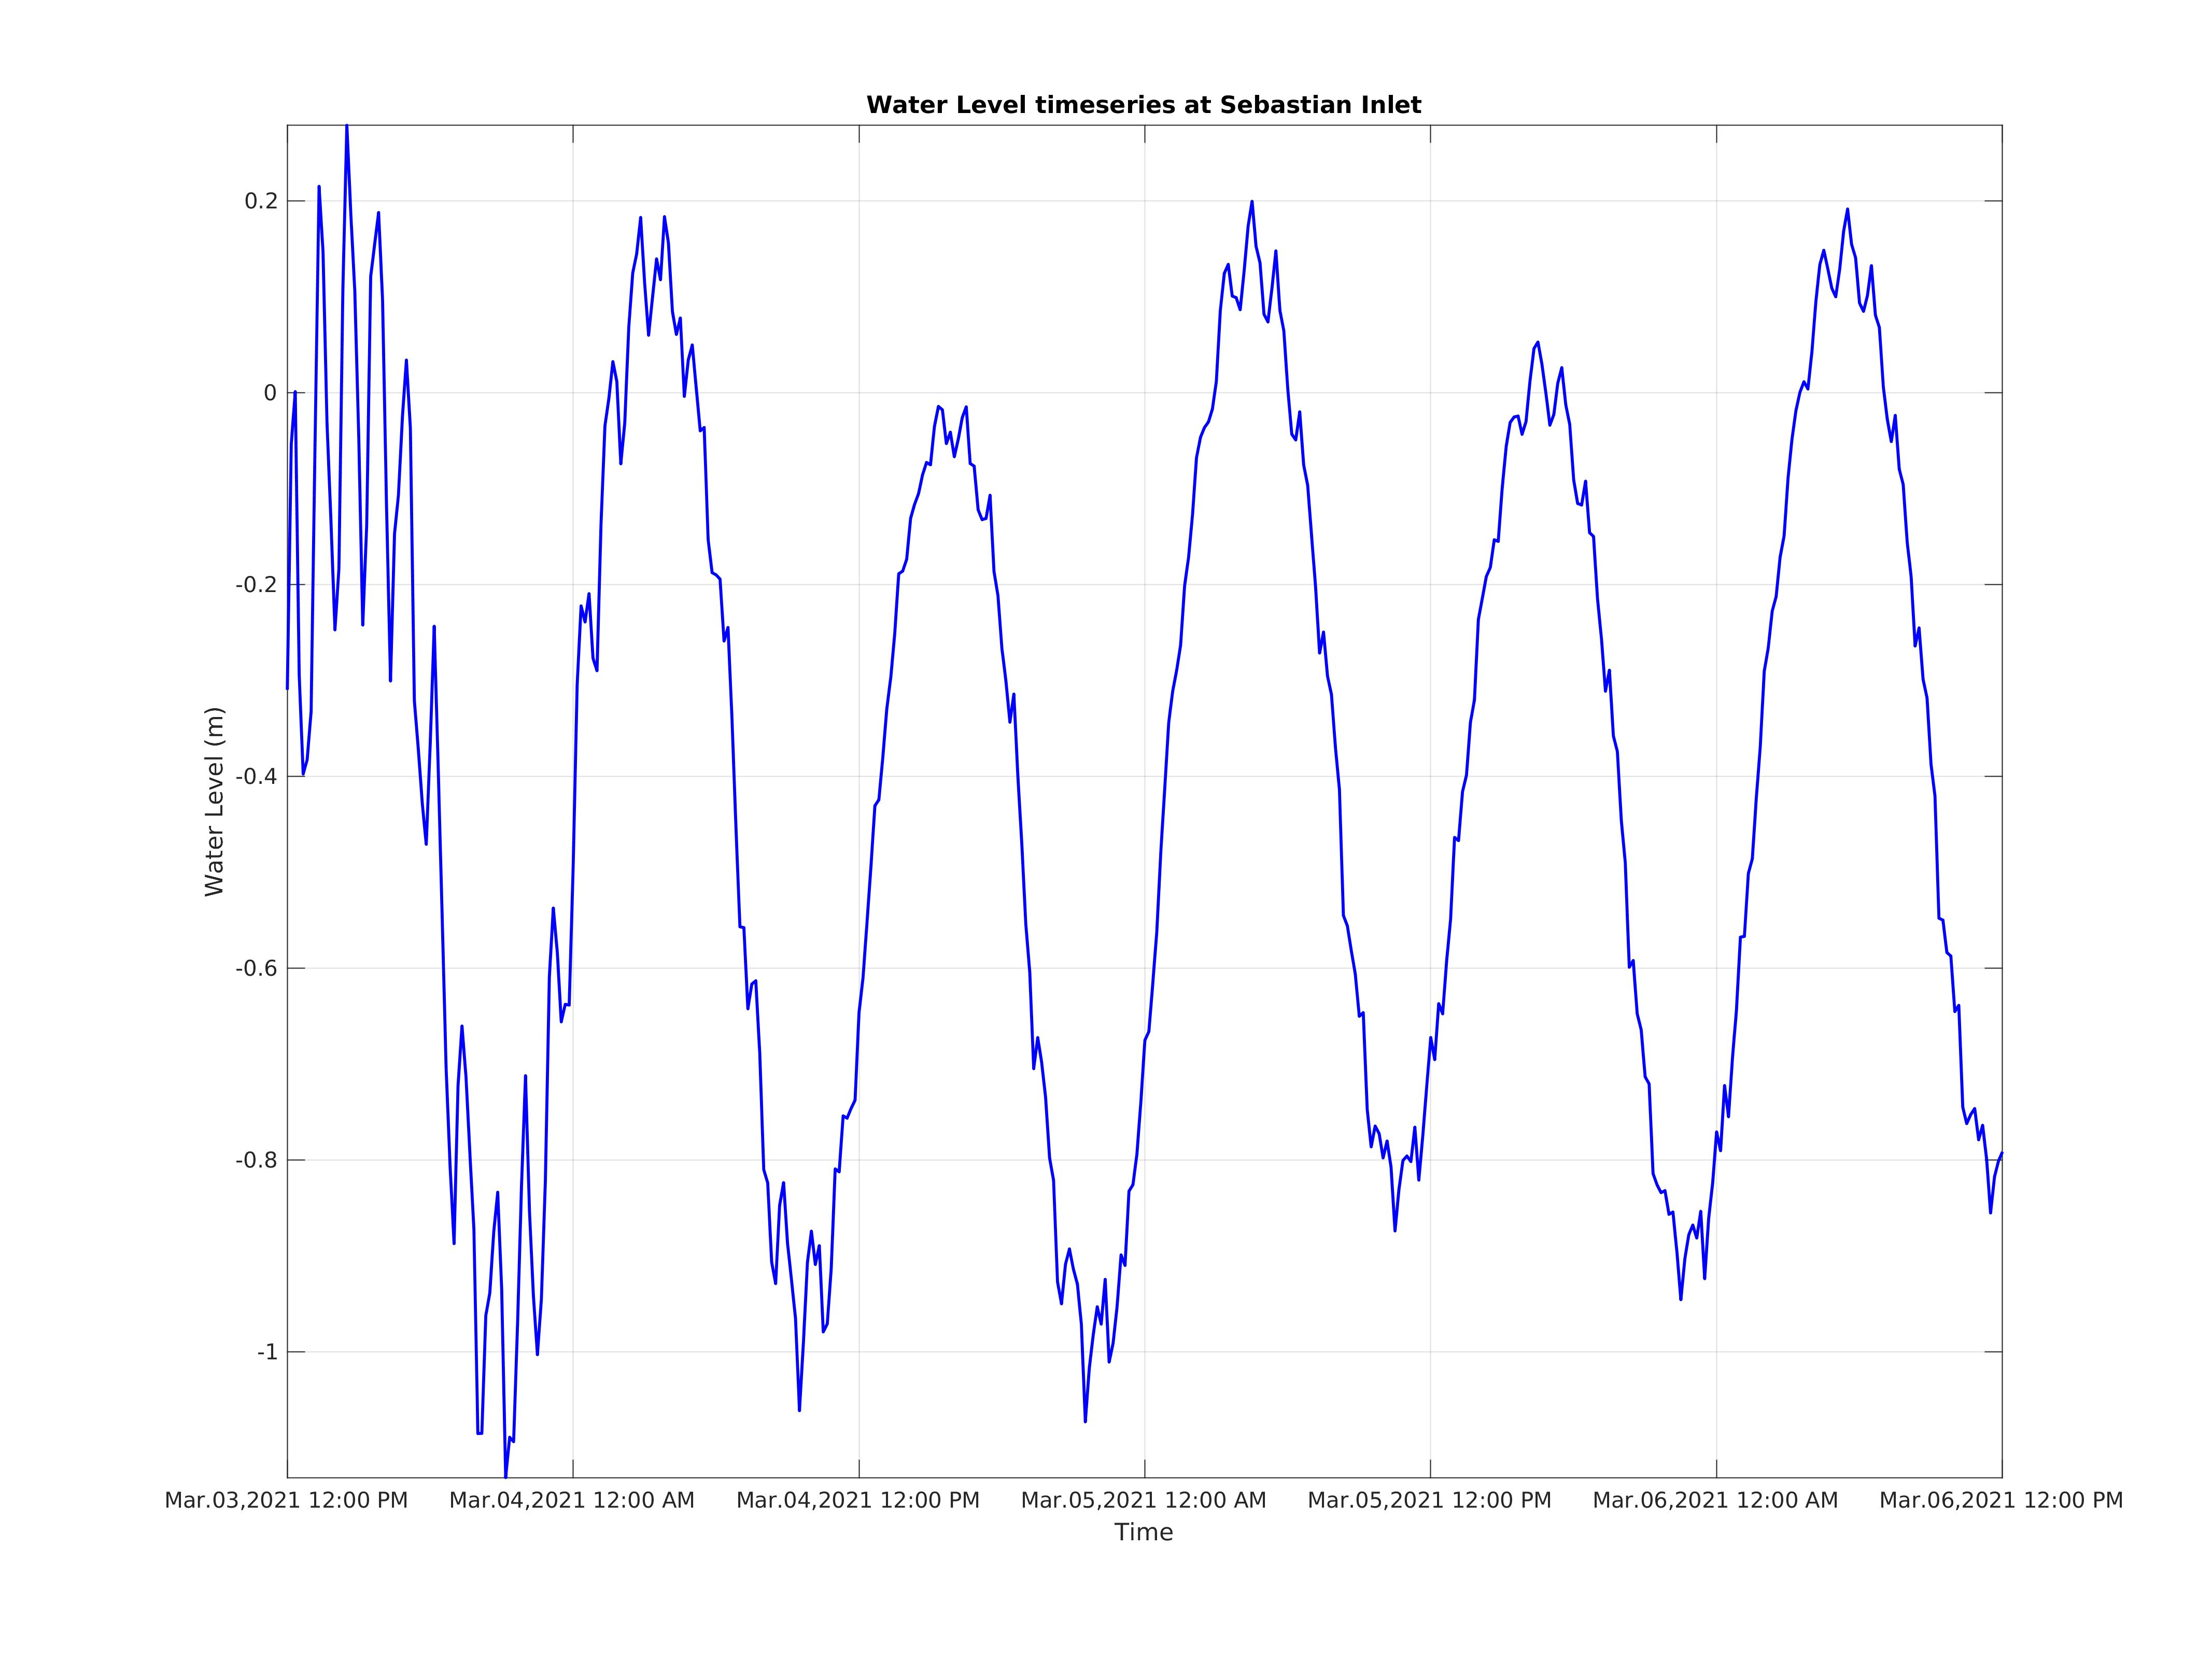 Water Level timeseries at Sebastian Inlet
0.2
0
-0.2
-0.4
-0.6
-0.8
-1
Water Level (m)
Mar.03,2021 12:00 PM
Mar.04,2021 12:00 AM
Mar.04,2021 12:00 PM
Mar.05,2021 12:00 AM
Mar.05,2021 12:00 PM
Mar.06,2021 12:00 AM
Mar.06,2021 12:00 PM
Time